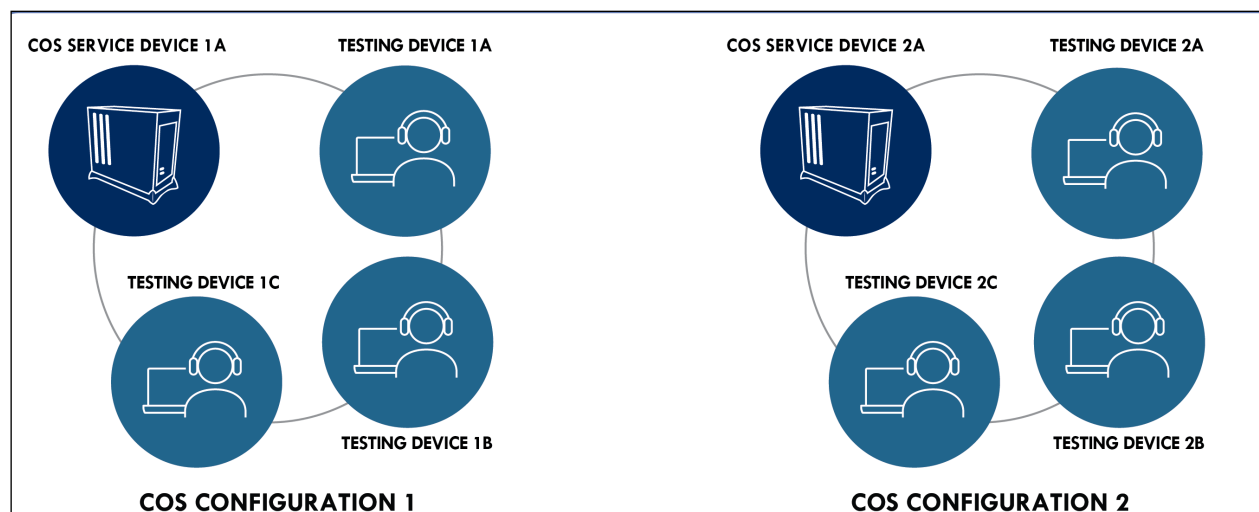 COS SERVICE DEVICE 1A
TESTING DEVICE 1A
TESTING DEVICE 1C
TESTING DEVICE 1B
COS CONFIGURATION 1
COS SERVICE DEVICE 2A
TESTING DEVICE 2A
TESTING DEVICE 2C
TESTING DEVICE 2B
COS CONFIGURATION 2